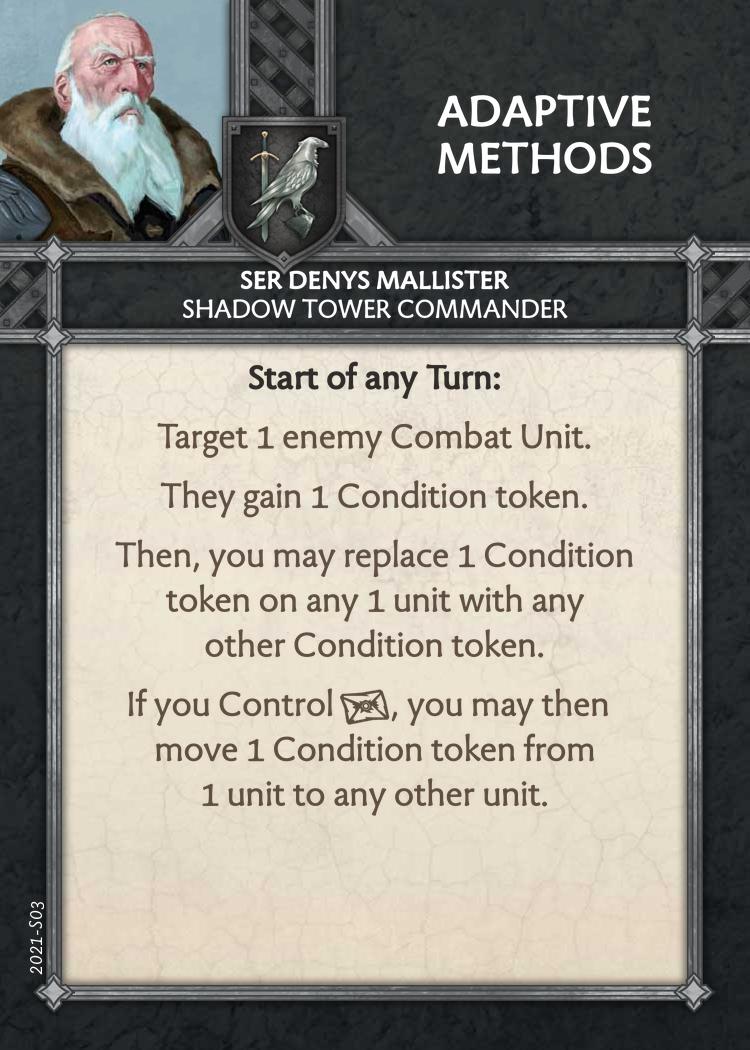 ADAPTIVE
METHODS
SER DENYS MALLISTER
SHADOW TOWER COMMANDER
Start of any Turn:
Target 1 enemy Combat Unit.
They gain 1 Condition token.
Then, you may replace 1 Condition
token on any 1 unit with any
other Condition token.
If you Control , you may then
move 1 Condition token from
1 unit to any other unit.
2021-S03